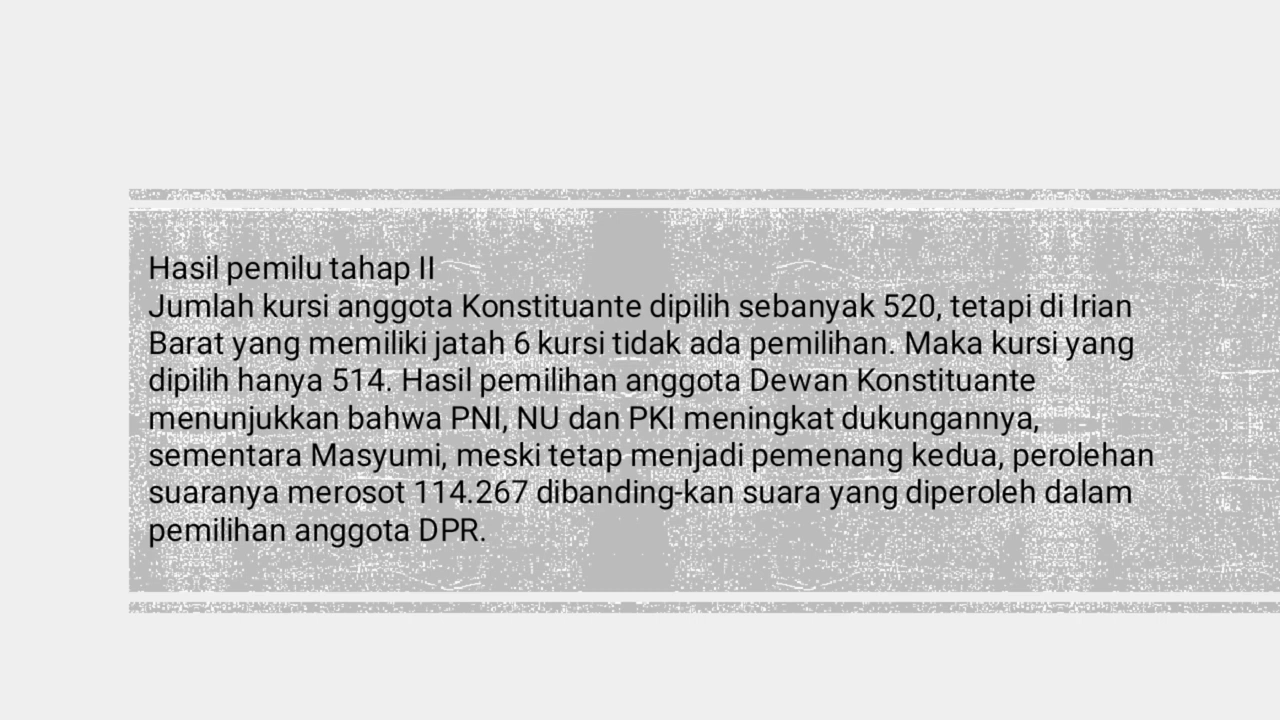 Hasil pemilu tahap II
Jumlah kursi anggota Konstituante dipilih sebanyak 520, tetapi di Irian
Barat yang memiliki jatah 6 kursi tidak ada pemilihan. Maka kursi yang
dipilih hanya 514. Hasil pemilihan anggota Dewan Konstituante
menunjukkan bahwa PNI, NU dan PKI meningkat dukungannya,
sementara Masyumi, meski tetap menjadi pemenang kedua, perolehan
suaranya merosot 114.267 dibanding-kan suara yang diperoleh dalam
pemilihan anggota DPR.